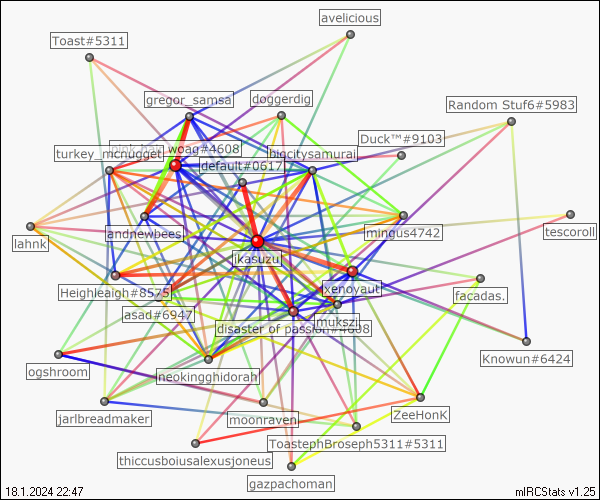 avelicious
Toast#5311
gregor_samsa
doggerdig
Random Stuf6#5983
Duck™#9103
woag#4608
turkey_mcnugget
bigcitysamurai
default#0617
tescoroll
lahnk
andnewbees
mingus4742
ikasuzu
Heighleaigh#8575
xenoyaut
facadas.
asad#6947
mukszi
disaster of passion#4608
Knowun#6424
ogshroom
neokingghidorah
jarlbreadmaker
moonraven
ZeeHonK
ToastephBroseph5311#5311
thiccusboiusalexusjoneus
gazpachoman
18.1.2024 22:47
mIRCStats v1.25